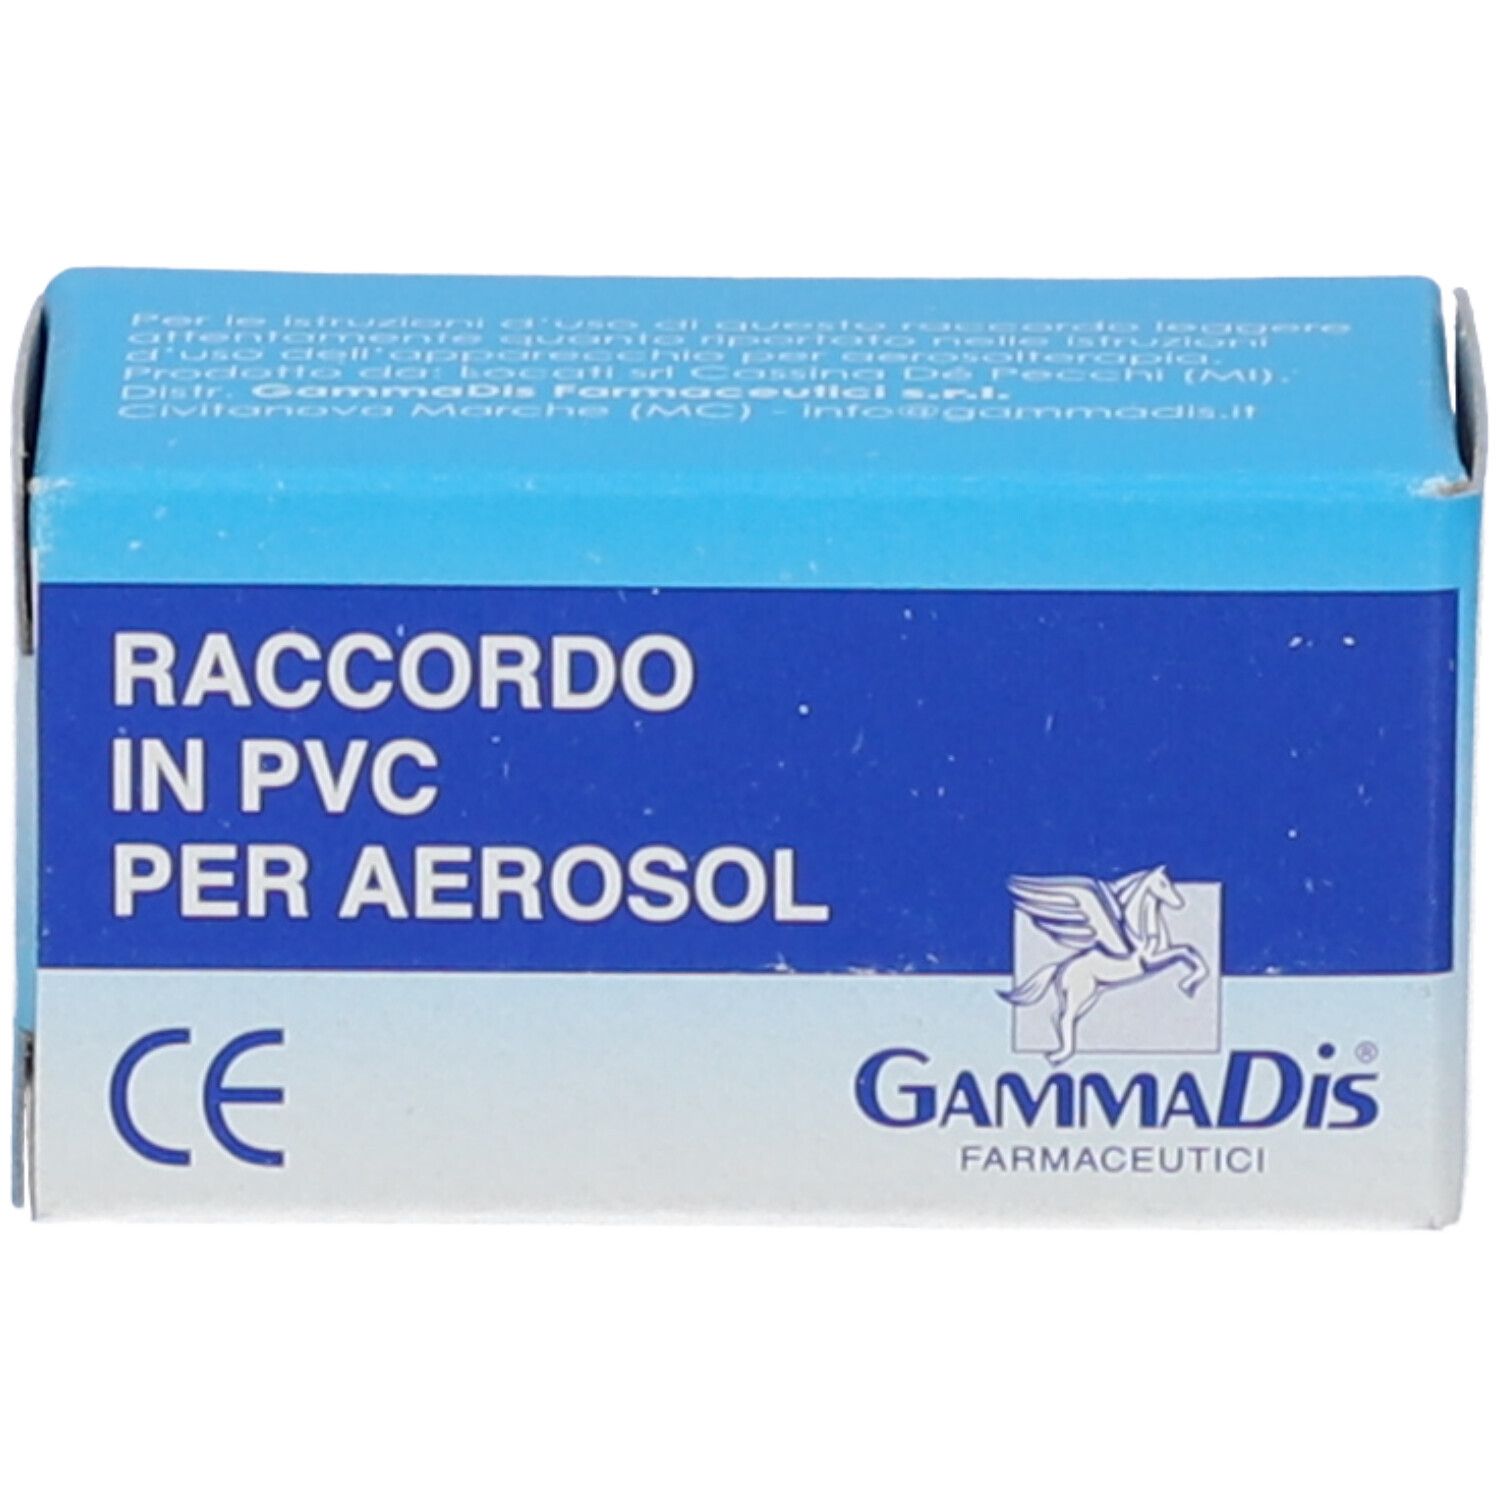 Per le istruzioni d'uso di questo raccordo leggere
attentamente quanto riportato nelle istruzioni
d'uso dell'apparecchio per aerosolterapia.
Prodotto da: Locati srl Cassina Dé Pecchi (MI).
Distr. GammaDis Farmaceutici s.r.l.
Civitanova Marche (MC) - info@gammadis.it
RACCORDO
IN PVC
PER AEROSOL
CE
GAMMADIS®
FARMACEUTICI